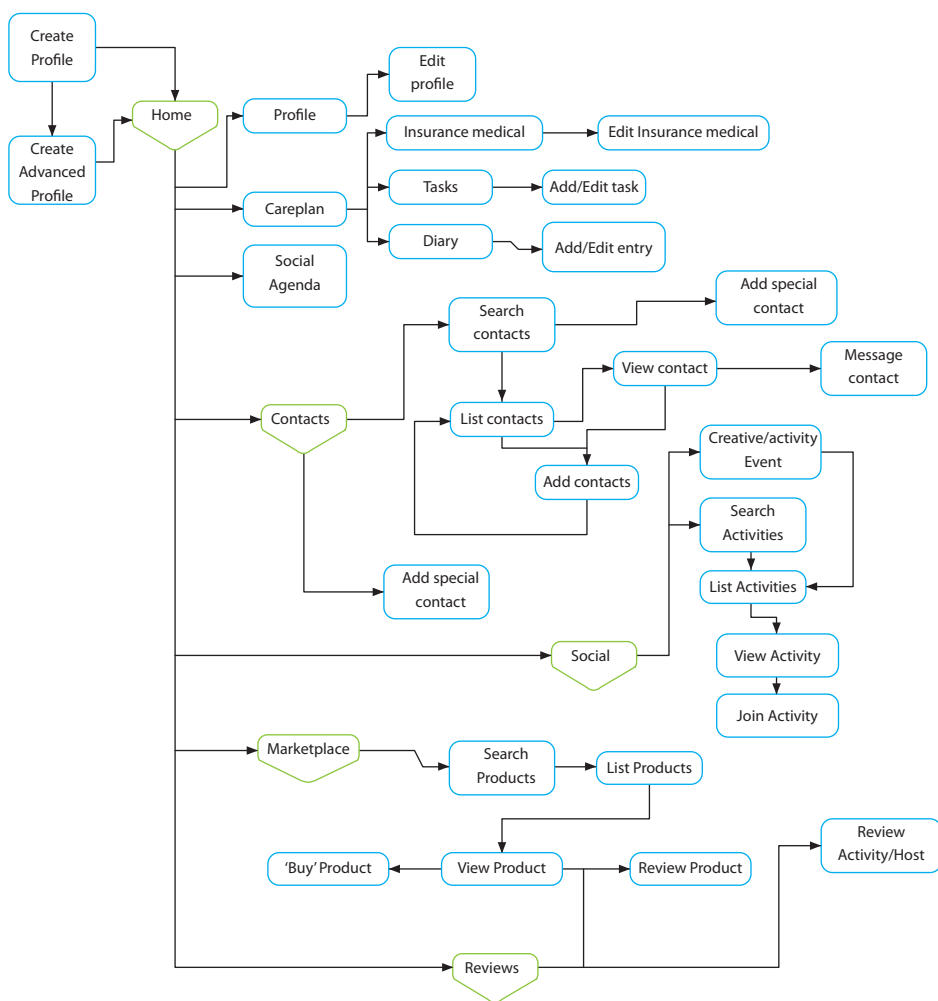 Create
Profile
Home
Create
Advanced
Profile
Profile
Edit
profile
Insurance medical
Edit Insurance medical
Tasks
Add/Edit task
Careplan
Diary
Add/Edit entry
Social
Agenda
Search
contacts
Add special
contact
View contact
Message
contact
Contacts
List contacts
Add contacts
Creative/activity
Event
Search
Activities
Add special
contact
List Activities
Social
View Activity
Join Activity
Marketplace
Search
Products
List Products
'Buy' Product
View Product
Review Product
Review
Activity/Host
Reviews